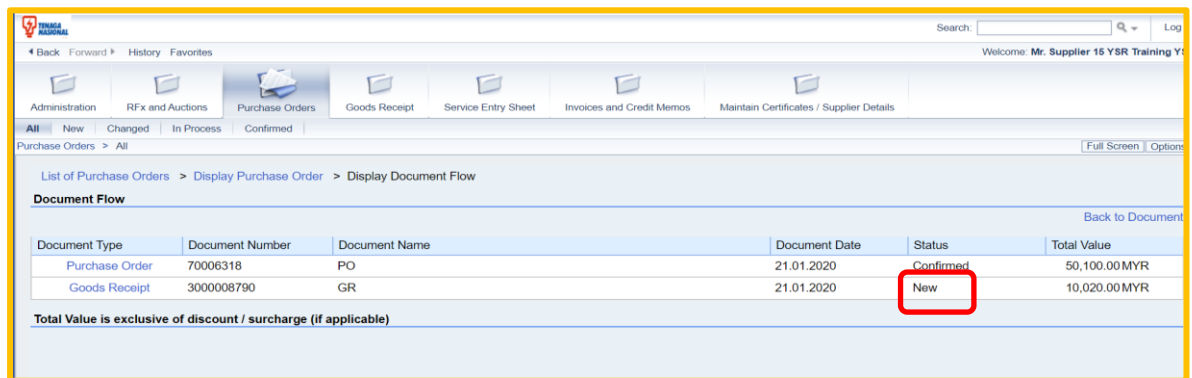 TENAGA
NASIONAL
Search:
Log
Back Forward History Favorites
Welcome: Mr. Supplier 15 YSR Training
Administration RFx and Auctions Purchase Orders Goods Receipt Service Entry Sheet Invoices and Credit Memos Maintain Certificates / Supplier Details
All New Changed In Process Confirmed
Purchase Orders > All
Full Screen Options
List of Purchase Orders > Display Purchase Order > Display Document Flow
Document Flow
Back to Document
Document Type Document Number Document Name Document Date Status Total Value
Purchase Order 70006318 PO 21.01.2020 Confirmed 50,100.00 MYR
Goods Receipt 3000008790 GR 21.01.2020 New 10,020.00 MYR
Total Value is exclusive of discount / surcharge (if applicable)